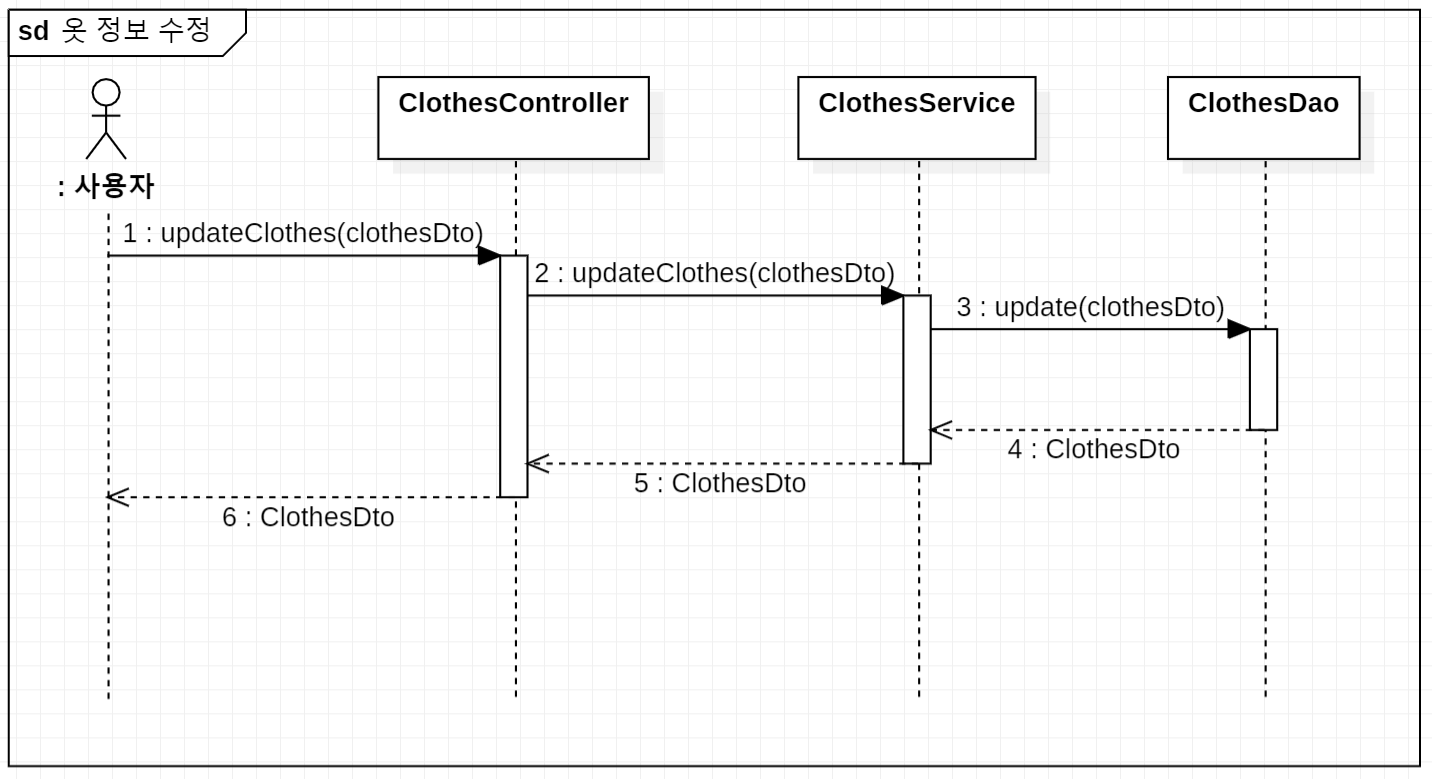 sd 옷 정보 수정
ClothesController
ClothesService
ClothesDao
: 사용자
1 : updateClothes(clothesDto)
2 : updateClothes(clothesDto)
3 : update(clothesDto)
4 : ClothesDto
5 : ClothesDto
6 : ClothesDto